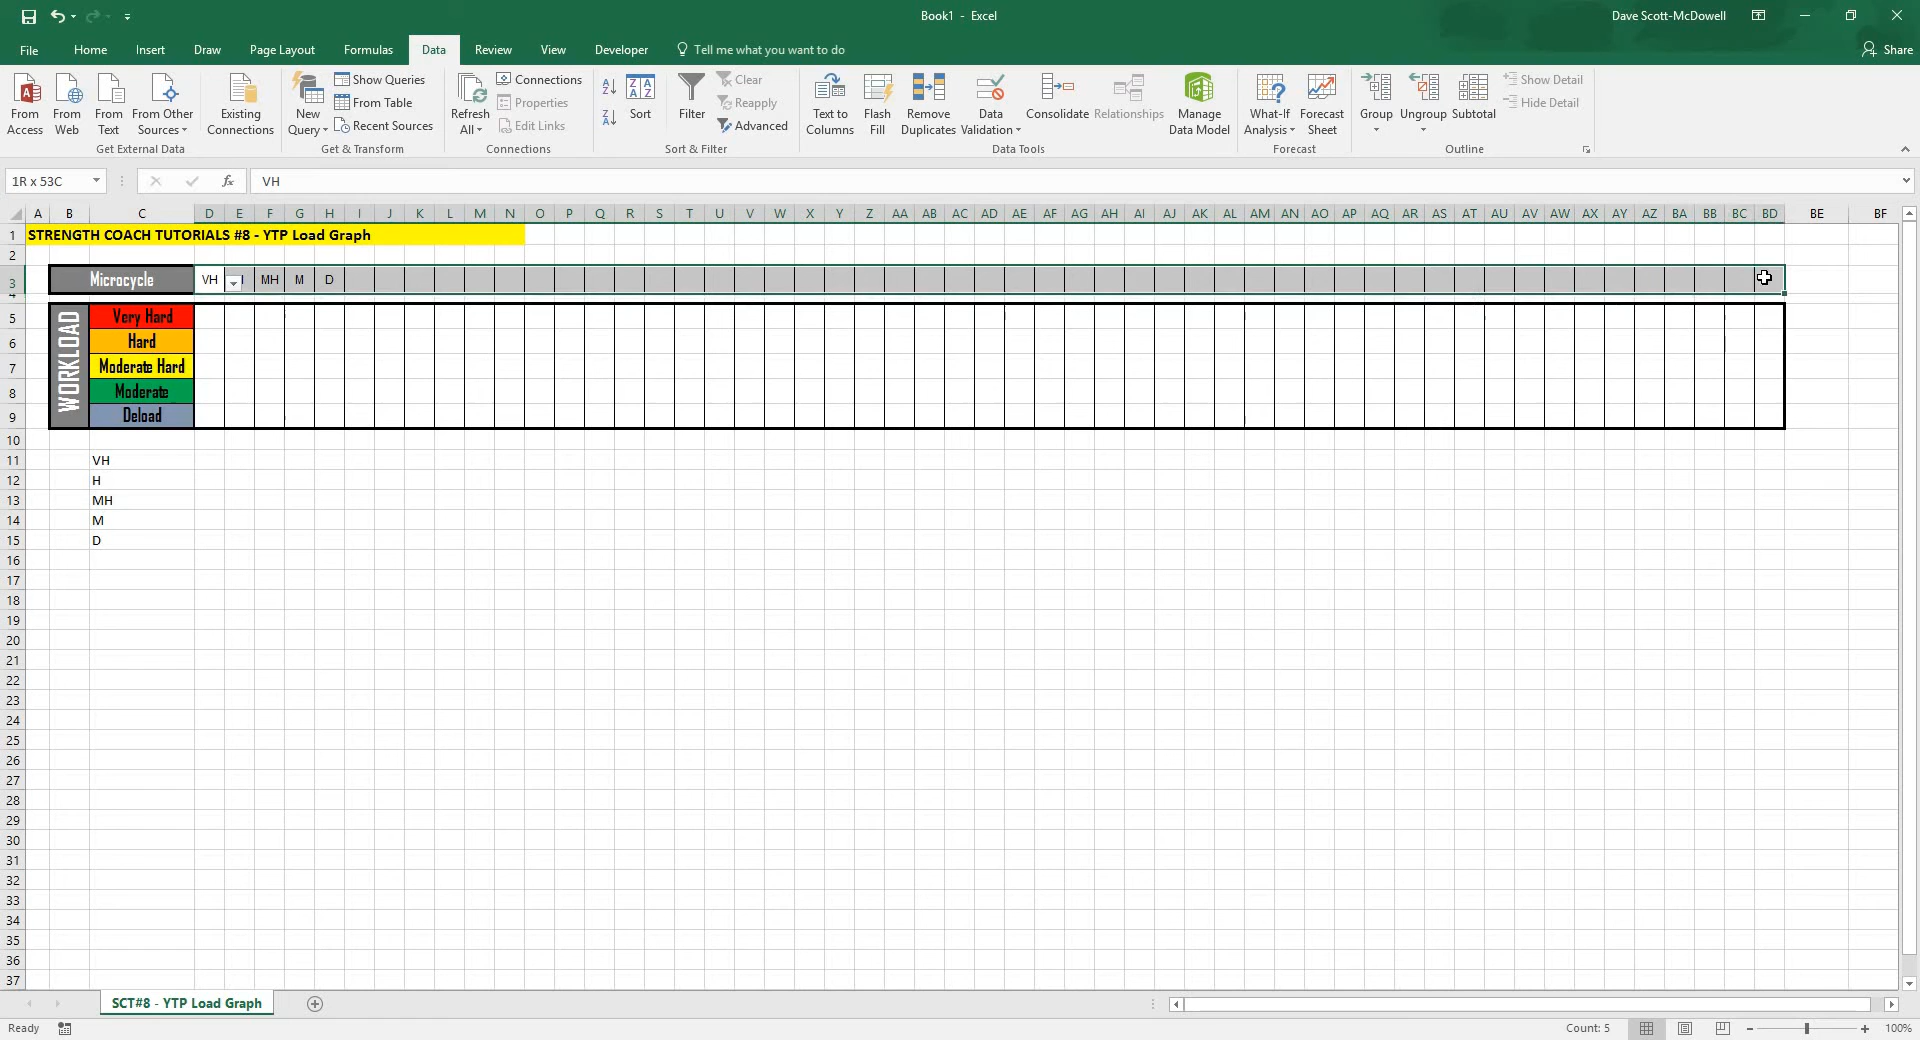 Book1 - Excel
Dave Scott-McDowell
File Home Insert Draw Page Layout Formulas Data Review View Developer Tell me what you want to do Share
From Access
From Web
From Text
From Other Sources
Existing Connections
Get External Data
New Query
Show Queries
From Table
Recent Sources
Get & Transform
Refresh All
Connections
Properties
Edit Links
Connections
Sort
Filter
Clear
Reapply
Advanced
Sort & Filter
Text to Columns
Flash Fill
Remove Duplicates
Data Validation
Consolidate
Relationships
Manage Data Model
Data Tools
What-If Analysis
Forecast Sheet
Forecast
Group
Ungroup
Subtotal
Show Detail
Hide Detail
Outline
1R x 53C
fx
VH
A B C D E F G H I J K L M N O P Q R S T U V W X Y Z AA AB AC AD AE AF AG AH AI AJ AK AL AM AN AO AP AQ AR AS AT AU AV AW AX AY AZ BA BB BC BD BE BF
1 STRENGTH COACH TUTORIALS #8 - YTP Load Graph
2
3 Microcycle VH MH M D
4
WORKLOAD
5 Very Hard
6 Hard
7 Moderate Hard
8 Moderate
9 Deload
10
11 VH
12 H
13 MH
14 M
15 D
16
17
18
19
20
21
22
23
24
25
26
27
28
29
30
31
32
33
34
35
36
37
SCT#8 - YTP Load Graph
Ready
Count: 5
100%